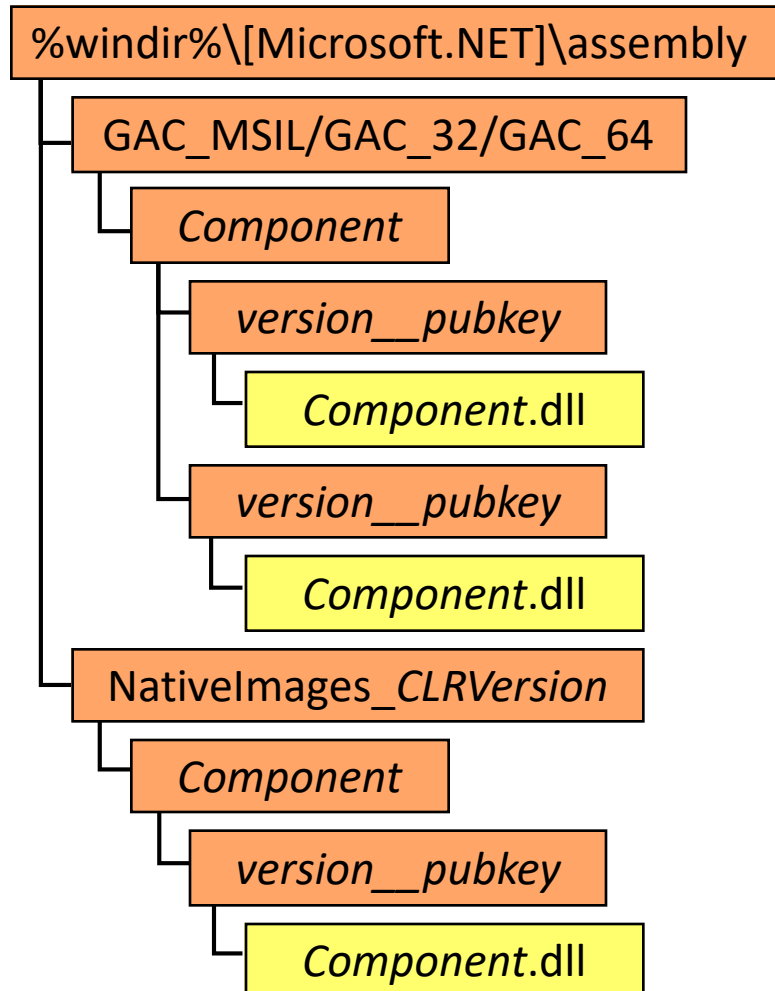 %windir%\[Microsoft.NET]\assembly
GAC_MSIL/GAC_32/GAC_64
Component
version__pubkey
Component.dll
version__pubkey
Component.dll
NativeImages_CLRVersion
Component
version__pubkey
Component.dll